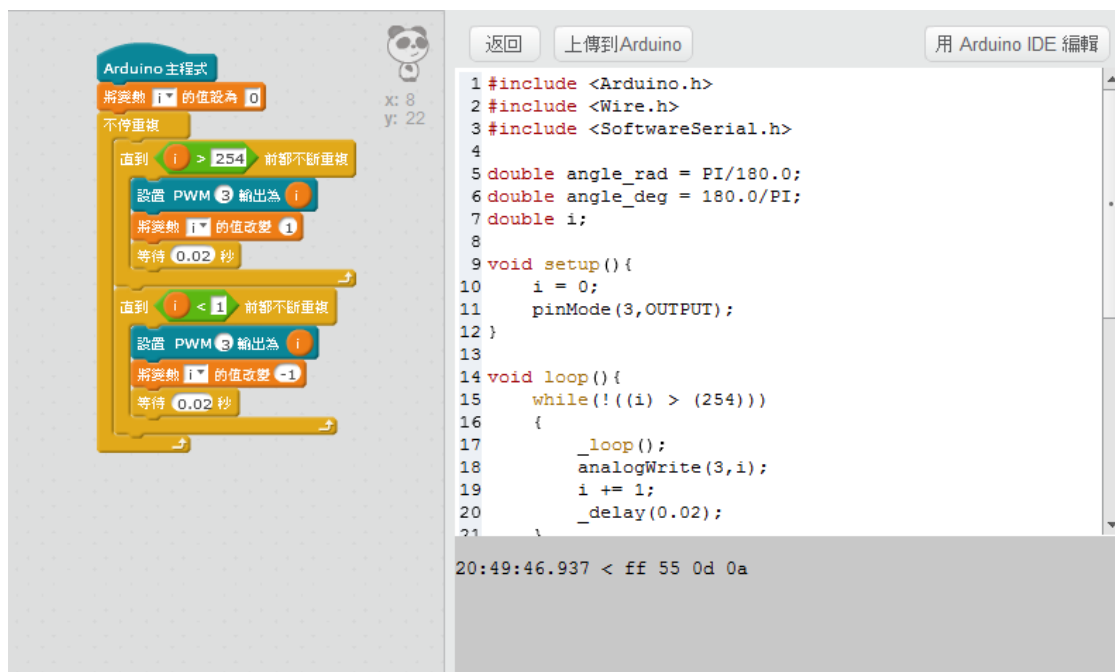 Arduino 主程式
將變數 i 的值設為 0
不停重複
直到 i > 254 前都不斷重複
設置 PWM 3 輸出為 i
將變數 i 的值改變 1
等待 0.02 秒
直到 i < 1 前都不斷重複
設置 PWM 3 輸出為 i
將變數 i 的值改變 -1
等待 0.02 秒
x: 8
y: 22
返回 上傳到Arduino 用 Arduino IDE 編輯
1 #include <Arduino.h>
2 #include <Wire.h>
3 #include <SoftwareSerial.h>
4
5 double angle_rad = PI/180.0;
6 double angle_deg = 180.0/PI;
7 double i;
8
9 void setup(){
10 i = 0;
11 pinMode(3,OUTPUT);
12 }
13
14 void loop(){
15 while(!((i) > (254)))
16 {
17 _loop();
18 analogWrite(3,i);
19 i += 1;
20 _delay(0.02);
21 }
20:49:46.937 < ff 55 0d 0a